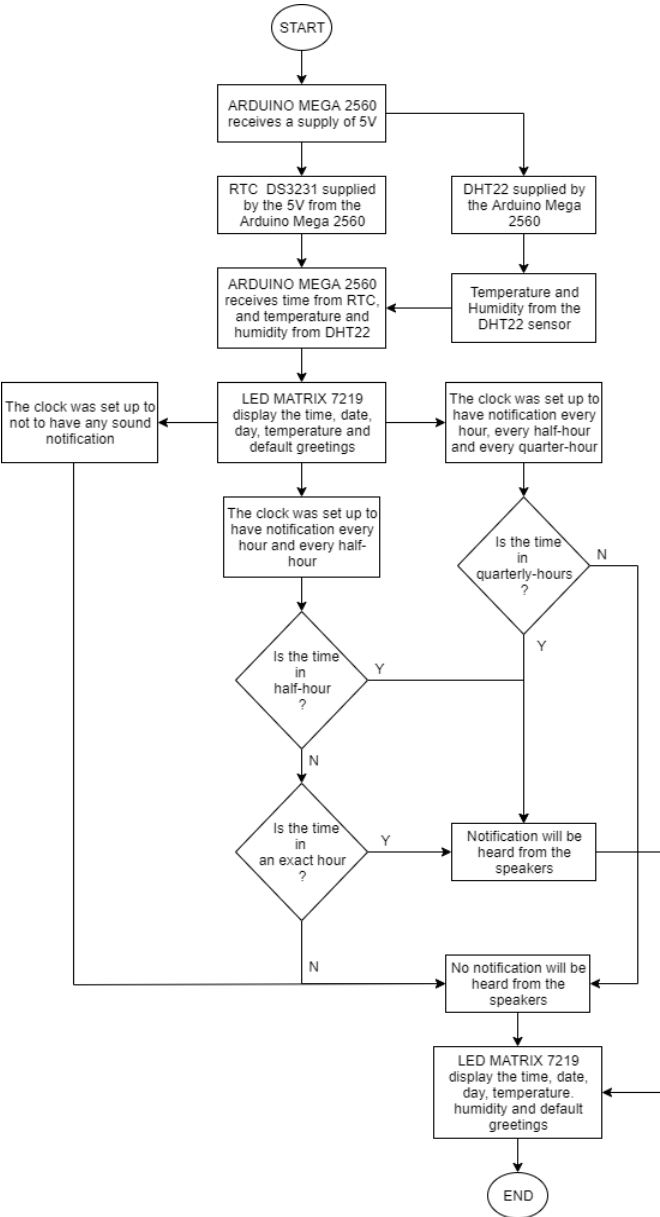 START
ARDUINO MEGA 2560
receives a supply of 5V
RTC DS3231 supplied
by the 5V from the
Arduino Mega 2560
DHT22 supplied by
the Arduino Mega
2560
ARDUINO MEGA 2560
receives time from RTC,
and temperature and
humidity from DHT22
Temperature and
Humidity from the
DHT22 sensor
The clock was set up to
not to have any sound
notification
LED MATRIX 7219
display the time, date,
day, temperature and
default greetings
The clock was set up to
have notification every
hour, every half-hour
and every quarter-hour
The clock was set up to
have notification every
hour and every half-
hour
Is the time
in
quarterly-hours
?
N
Y
Is the time
in
half-hour
?
Y
N
Is the time
in
an exact hour
?
Y
N
Notification will be
heard from the
speakers
No notification will be
heard from the
speakers
LED MATRIX 7219
display the time, date,
day, temperature.
humidity and default
greetings
END